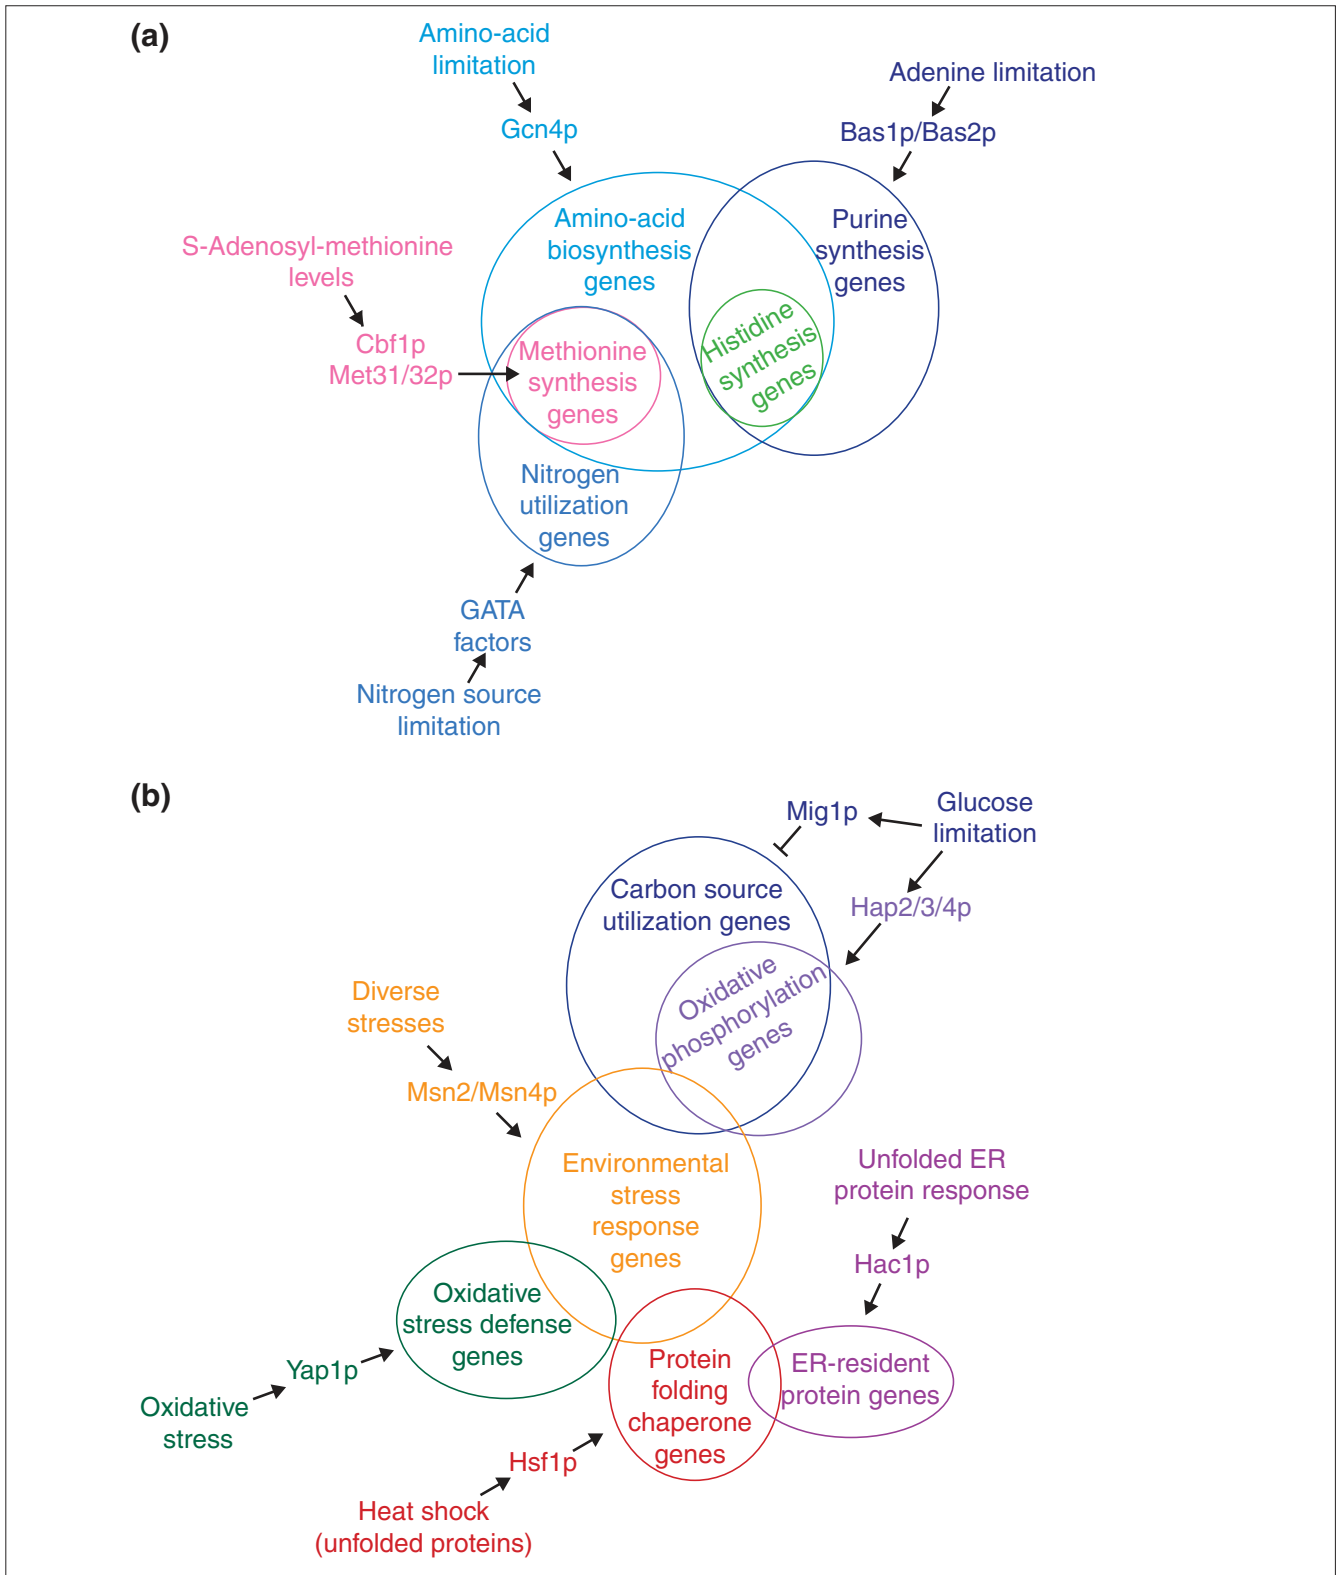 (a)
Amino-acid
limitation
Gcn4p
Adenine limitation
Bas1p/Bas2p
Amino-acid
biosynthesis
genes
Purine
synthesis
genes
S-Adenosyl-methionine
levels
Cbf1p
Met31/32p
Methionine
synthesis
genes
Histidine
synthesis
genes
Nitrogen
utilization
genes
GATA
factors
Nitrogen source
limitation
(b)
Mig1p
Glucose
limitation
Hap2/3/4p
Carbon source
utilization genes
Oxidative
phosphorylation
genes
Diverse
stresses
Msn2/Msn4p
Environmental
stress
response
genes
Unfolded ER
protein response
Hac1p
ER-resident
protein genes
Oxidative
stress defense
genes
Yap1p
Oxidative
stress
Protein
folding
chaperone
genes
Hsf1p
Heat shock
(unfolded proteins)